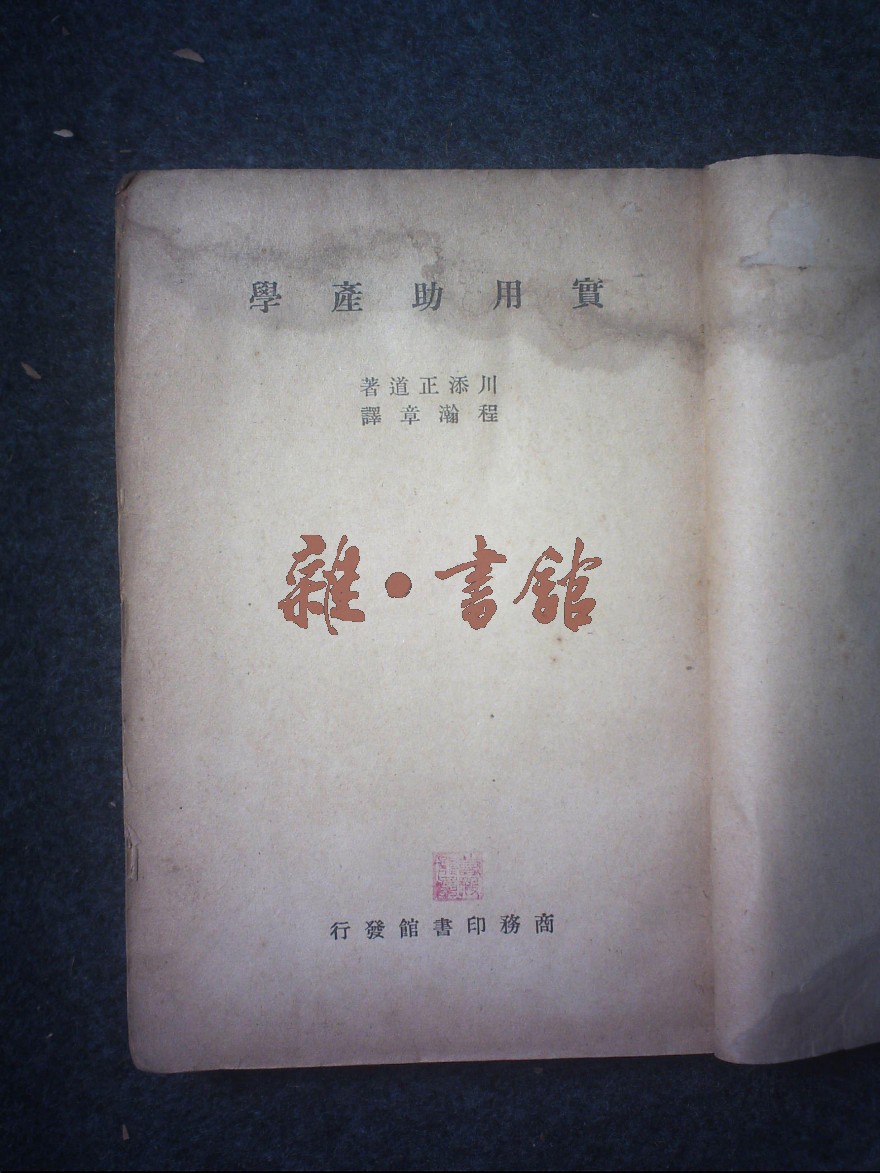 實用助產學
川添正道著
程瀚章譯
雜·書館
商務印書館發行